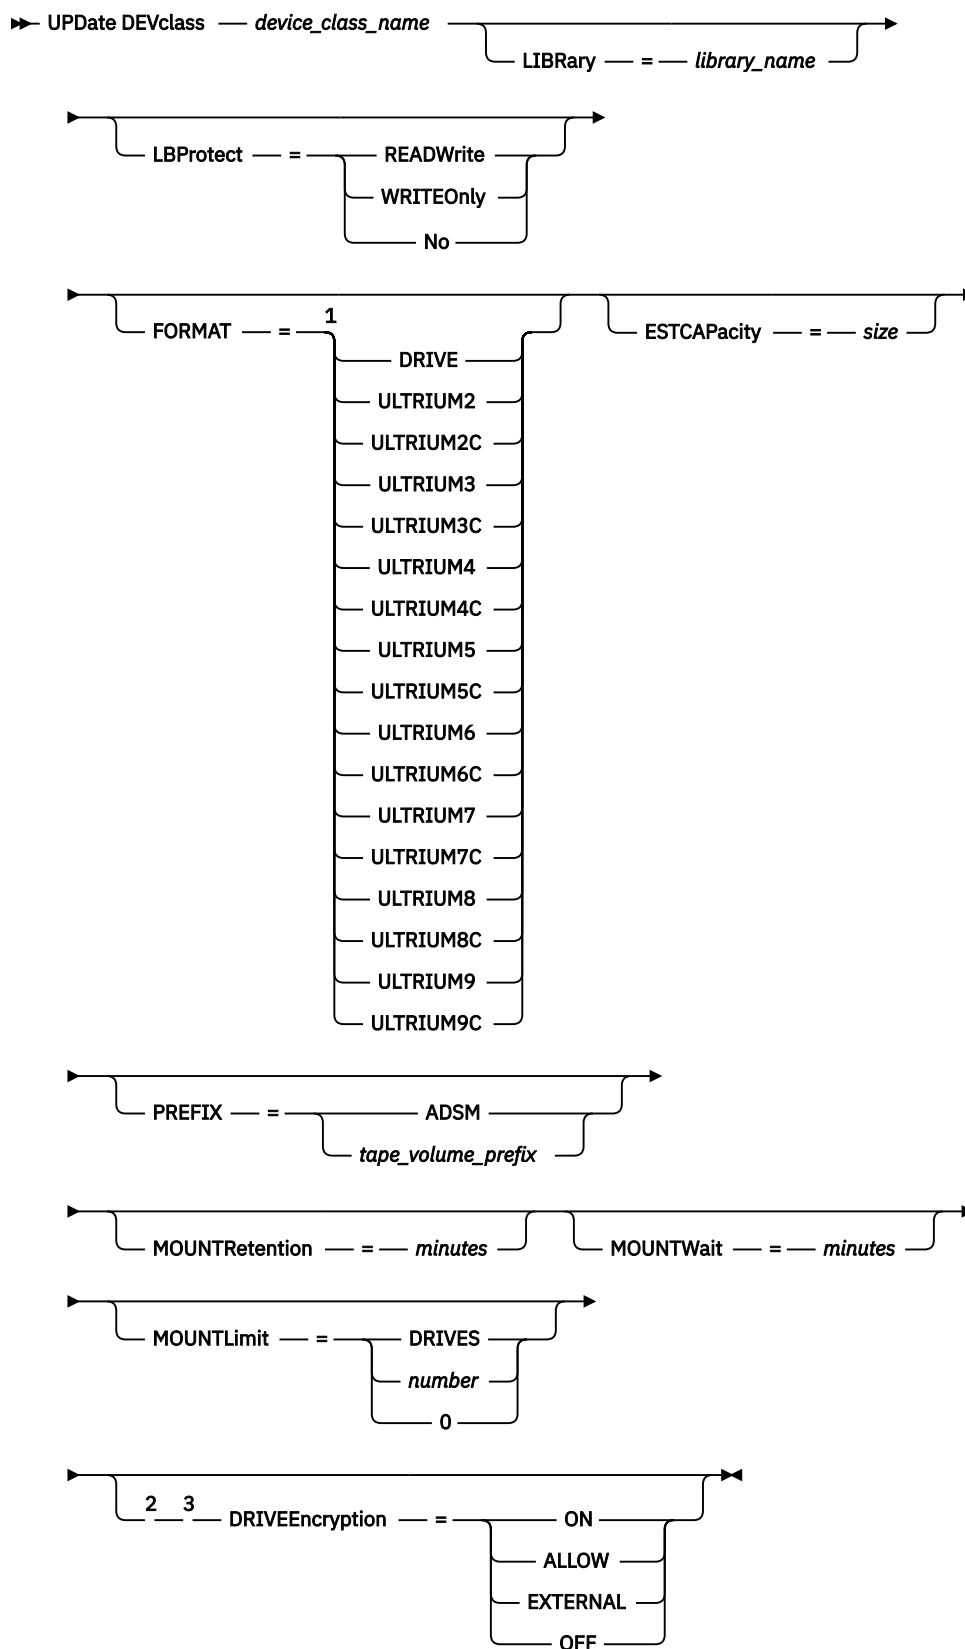 UPDate DEVclass device_class_name
LIBRary = library_name
LBProtect = READWrite
WRITEOnly
No
1
FORMAT =
DRIVE
ULTRIUM2
ULTRIUM2C
ULTRIUM3
ULTRIUM3C
ULTRIUM4
ULTRIUM4C
ULTRIUM5
ULTRIUM5C
ULTRIUM6
ULTRIUM6C
ULTRIUM7
ULTRIUM7C
ULTRIUM8
ULTRIUM8C
ULTRIUM9
ULTRIUM9C
ESTCAPacity = size
PREFIX = ADSM
tape_volume_prefix
MOUNTRetention = minutes
MOUNTWait = minutes
MOUNTLimit = DRIVES
number
0
2 3
DRIVEEncryption = ON
ALLOW
EXTERNAL
OFF